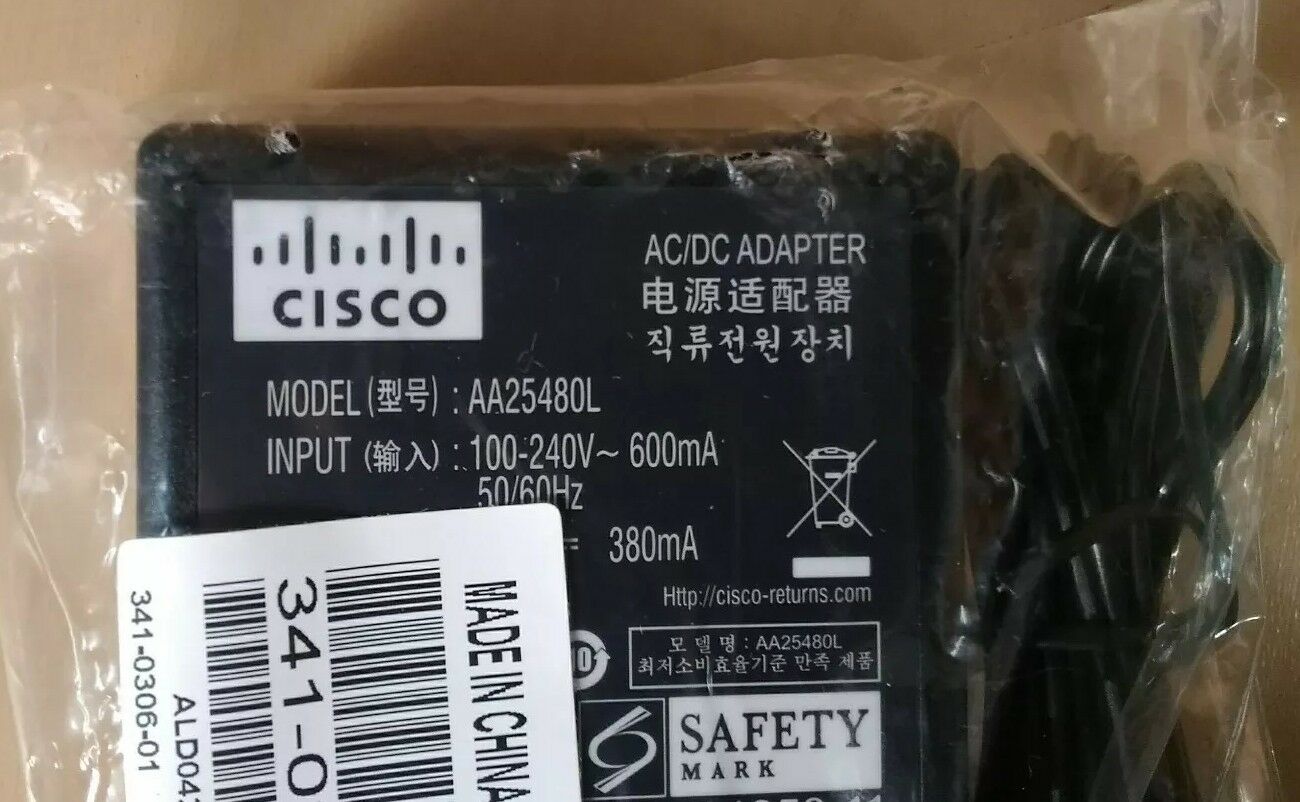 CISCO
AC/DC ADAPTER
电源适配器
직류전원장치
MODEL (型号) : AA25480L
INPUT (输入) : 100-240V~ 600mA
50/60Hz
380mA
Http://cisco-returns.com
10
모 델 명 : AA25480L
최저소비효율기준 만족 제품
SAFETY
MARK
MADE IN CHINA
341-0
341-0306-01
ALD04